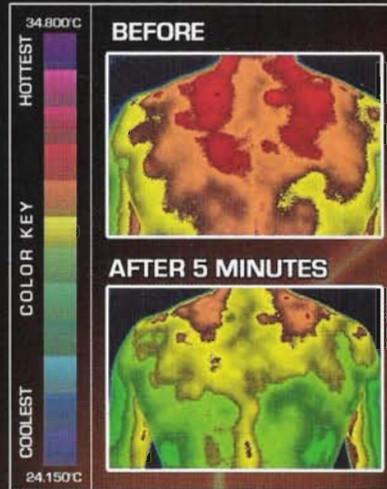 34.800°C
HOTTEST
COLOR KEY
COOLEST
24.150°C
BEFORE
AFTER 5 MINUTES